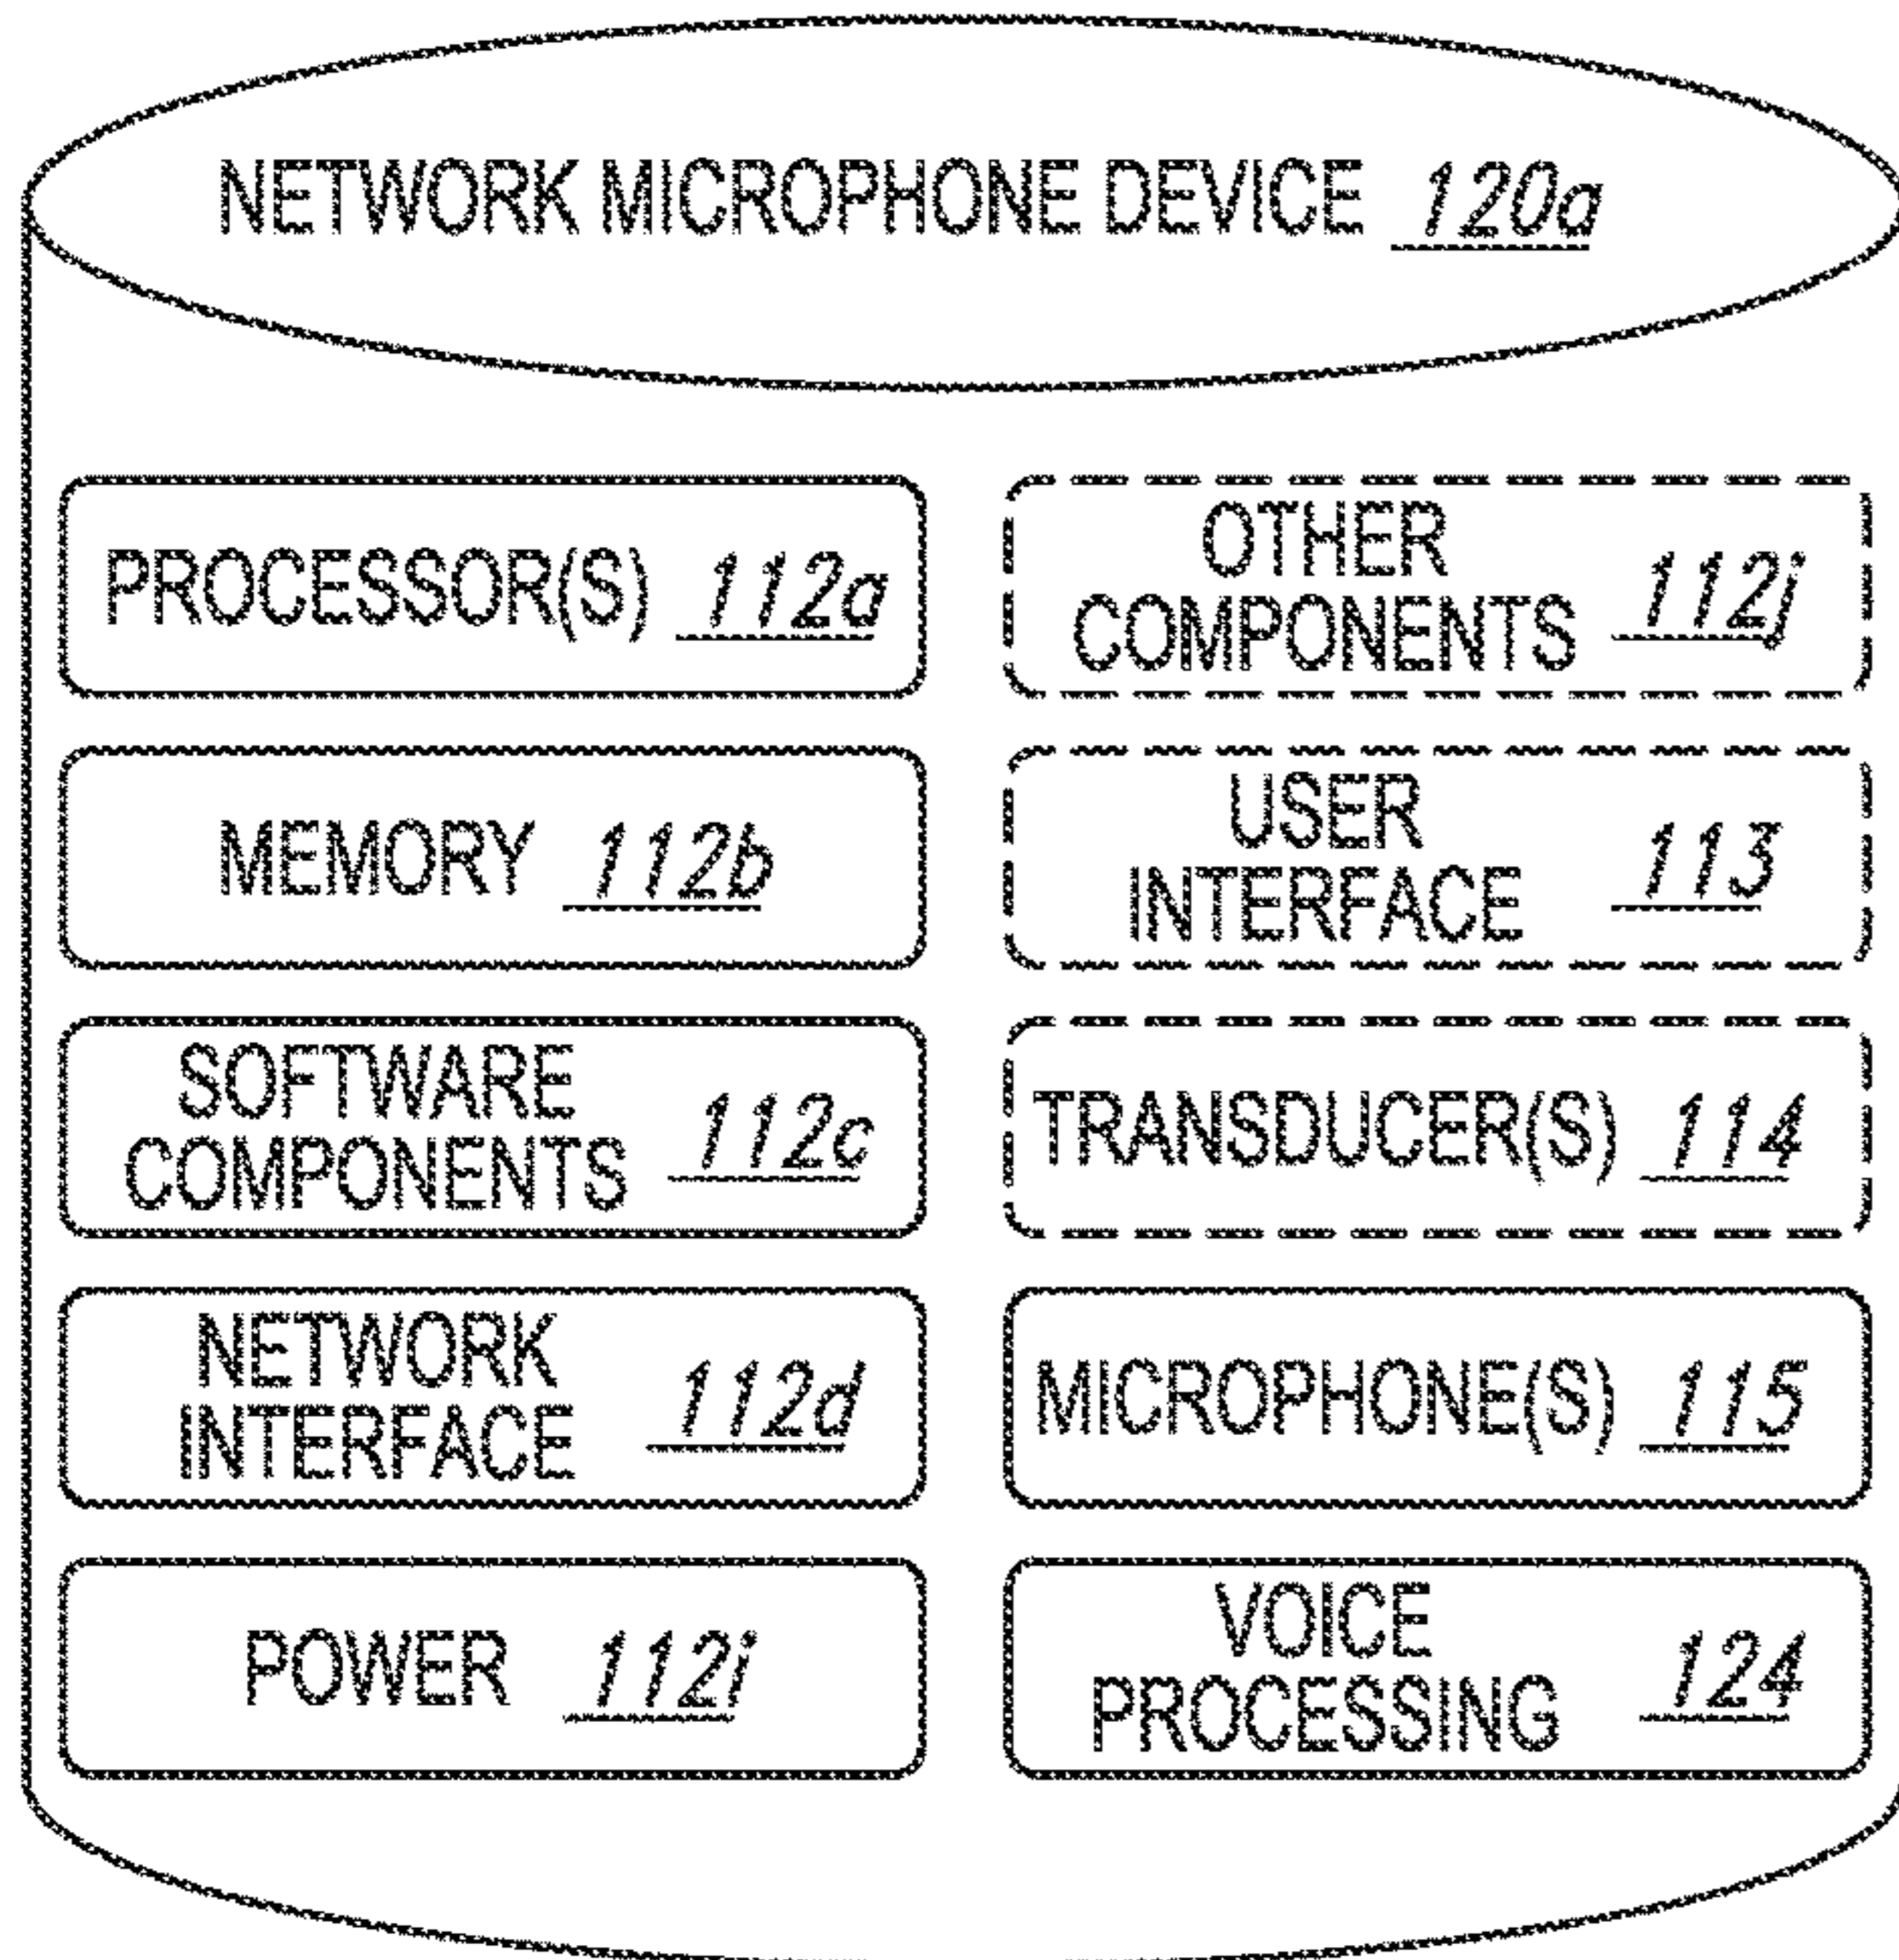 NETWORK MICROPHONE DEVICE 120a
PROCESSOR(S) 112a
MEMORY 112b
SOFTWARE
COMPONENTS 112c
NETWORK
INTERFACE 112d
POWER 112i
OTHER
COMPONENTS 112j
USER
INTERFACE 113
TRANSDUCER(S) 114
MICROPHONE(S) 115
VOICE
PROCESSING 124